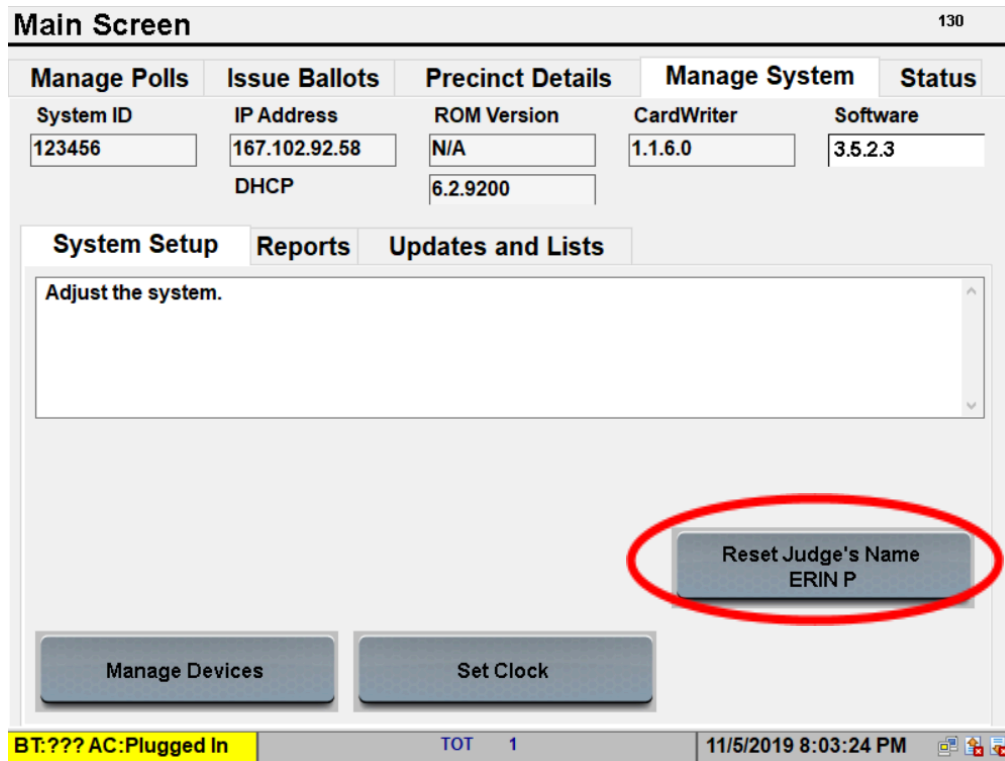 Main Screen
130
Manage Polls Issue Ballots Precinct Details Manage System Status
System ID IP Address ROM Version CardWriter Software
123456 167.102.92.58 N/A 1.1.6.0 3.5.2.3
DHCP 6.2.9200
System Setup Reports Updates and Lists
Adjust the system.
Reset Judge's Name
ERIN P
Manage Devices Set Clock
BT:??? AC:Plugged In TOT 1 11/5/2019 8:03:24 PM